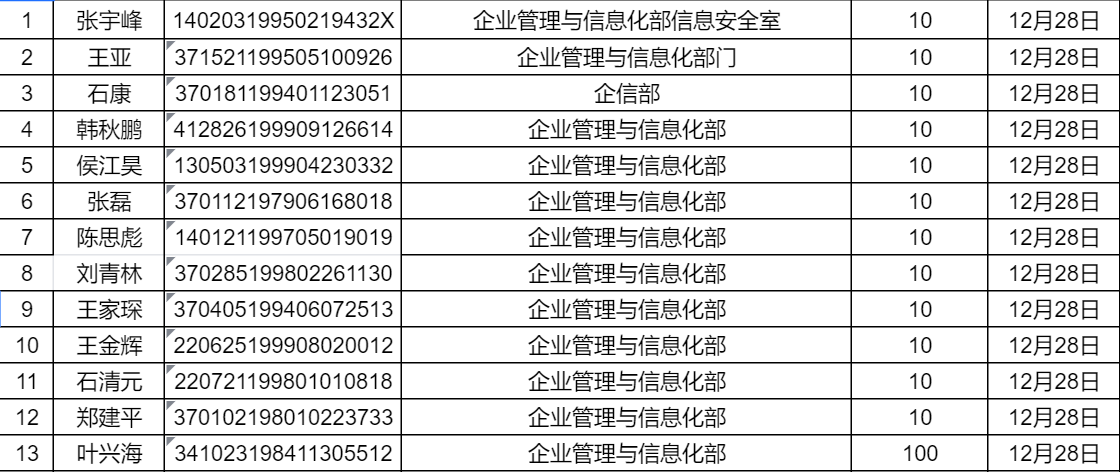 1 张宇峰 14020319950219432X 企业管理与信息化部信息安全室 10 12月28日
2 王亚 371521199505100926 企业管理与信息化部门 10 12月28日
3 石康 370181199401123051 企信部 10 12月28日
4 韩秋鹏 412826199909126614 企业管理与信息化部 10 12月28日
5 侯江昊 130503199904230332 企业管理与信息化部 10 12月28日
6 张磊 370112197906168018 企业管理与信息化部 10 12月28日
7 陈思彪 140121199705019019 企业管理与信息化部 10 12月28日
8 刘青林 370285199802261130 企业管理与信息化部 10 12月28日
9 王家琛 370405199406072513 企业管理与信息化部 10 12月28日
10 王金辉 220625199908020012 企业管理与信息化部 10 12月28日
11 石清元 220721199801010818 企业管理与信息化部 10 12月28日
12 郑建平 370102198010223733 企业管理与信息化部 10 12月28日
13 叶兴海 341023198411305512 企业管理与信息化部 100 12月28日